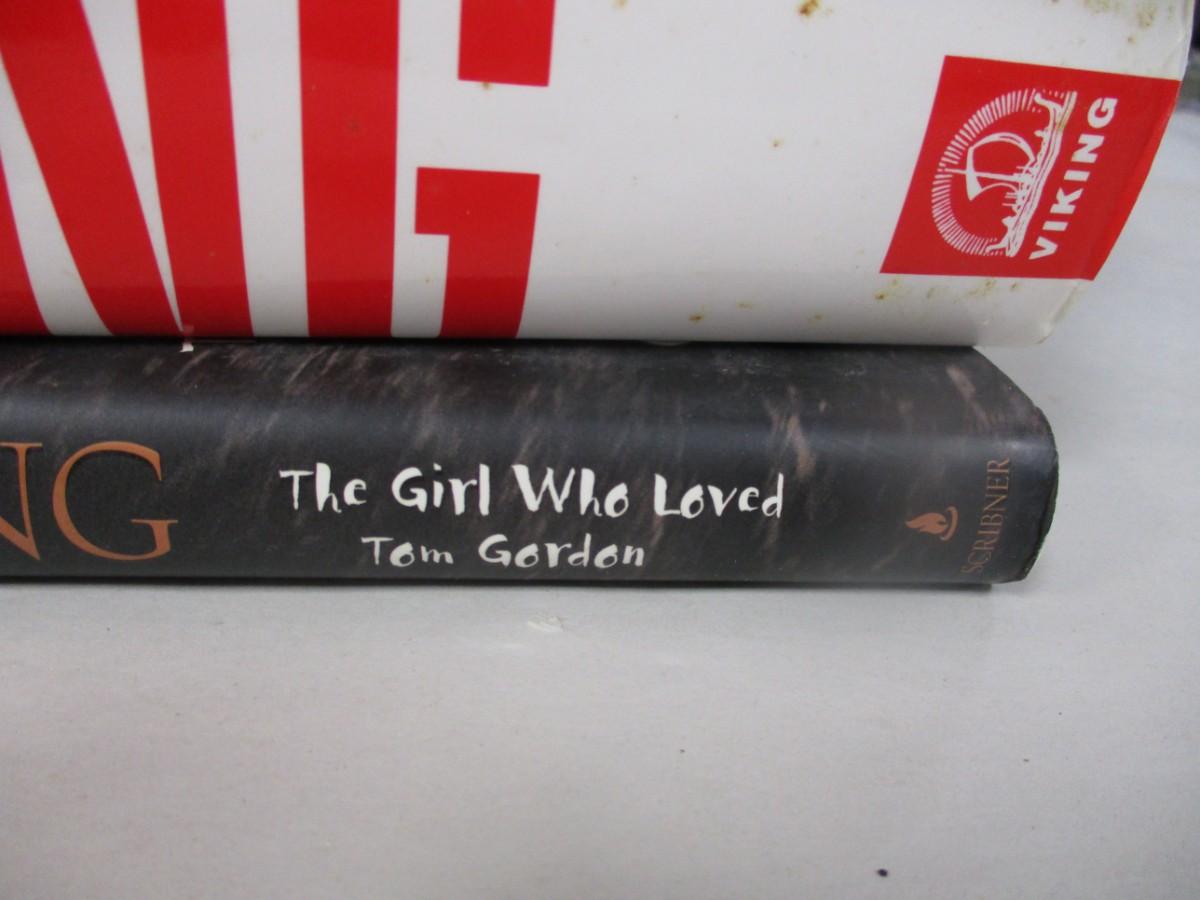 NG
VIKING
NG
The Girl Who Loved
Tom Gordon
SCRIBNER